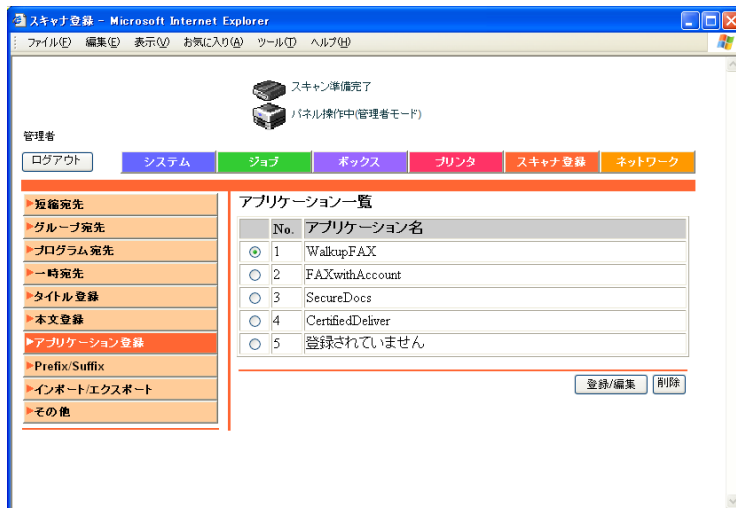 スキャナ登録 - Microsoft Internet Explorer
ファイル(F) 編集(E) 表示(V) お気に入り(A) ツール(T) ヘルプ(H)
スキャン準備完了
パネル操作中(管理者モード)
管理者
ログアウト システム ジョブ ボックス プリンタ スキャナ登録 ネットワーク
短縮宛先
グループ宛先
プログラム宛先
一時宛先
タイトル登録
本文登録
アプリケーション登録
Prefix/Suffix
インポート/エクスポート
その他
アプリケーション一覧
No. アプリケーション名
1 WalkupFAX
2 FAXwithAccount
3 SecureDocs
4 CertifiedDeliver
5 登録されていません
登録/編集 削除